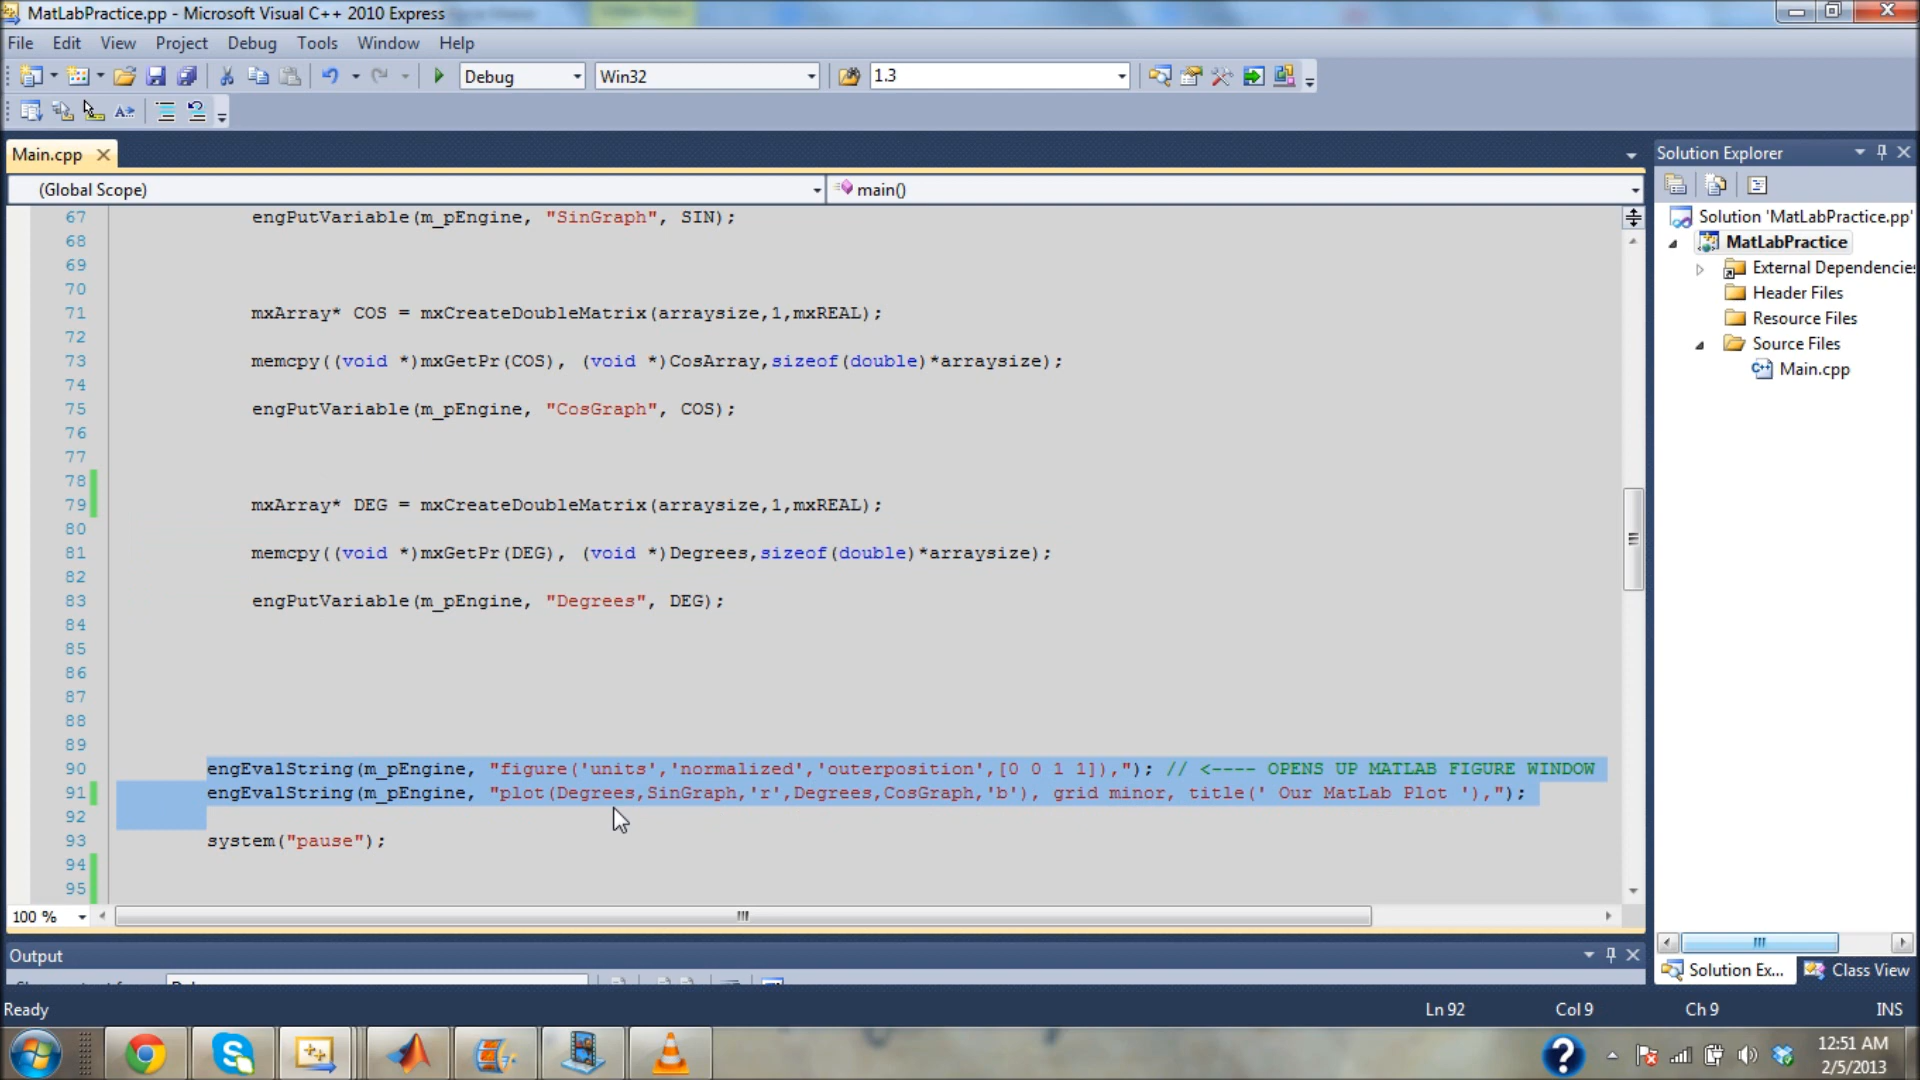 MatLabPractice.pp - Microsoft Visual C++ 2010 Express
File Edit View Project Debug Tools Window Help
Debug Win32 1.3
Main.cpp Solution Explorer
(Global Scope) main()
67 engPutVariable(m_pEngine, "SinGraph", SIN);
68
69
70
71 mxArray* COS = mxCreateDoubleMatrix(arraysize,1,mxREAL);
72
73 memcpy((void *)mxGetPr(COS), (void *)CosArray,sizeof(double)*arraysize);
74
75 engPutVariable(m_pEngine, "CosGraph", COS);
76
77
78
79 mxArray* DEG = mxCreateDoubleMatrix(arraysize,1,mxREAL);
80
81 memcpy((void *)mxGetPr(DEG), (void *)Degrees,sizeof(double)*arraysize);
82
83 engPutVariable(m_pEngine, "Degrees", DEG);
84
85
86
87
88
89
90 engEvalString(m_pEngine, "figure('units','normalized','outerposition',[0 0 1 1]),"); // <---- OPENS UP MATLAB FIGURE WINDOW
91 engEvalString(m_pEngine, "plot(Degrees,SinGraph,'r',Degrees,CosGraph,'b'), grid minor, title(' Our MatLab Plot '),");
92
93 system("pause");
94
95
100 %
Solution 'MatLabPractice.pp'
MatLabPractice
External Dependencies
Header Files
Resource Files
Source Files
Main.cpp
Solution Ex... Class View
Output
Ready Ln 92 Col 9 Ch 9 INS
12:51 AM
2/5/2013